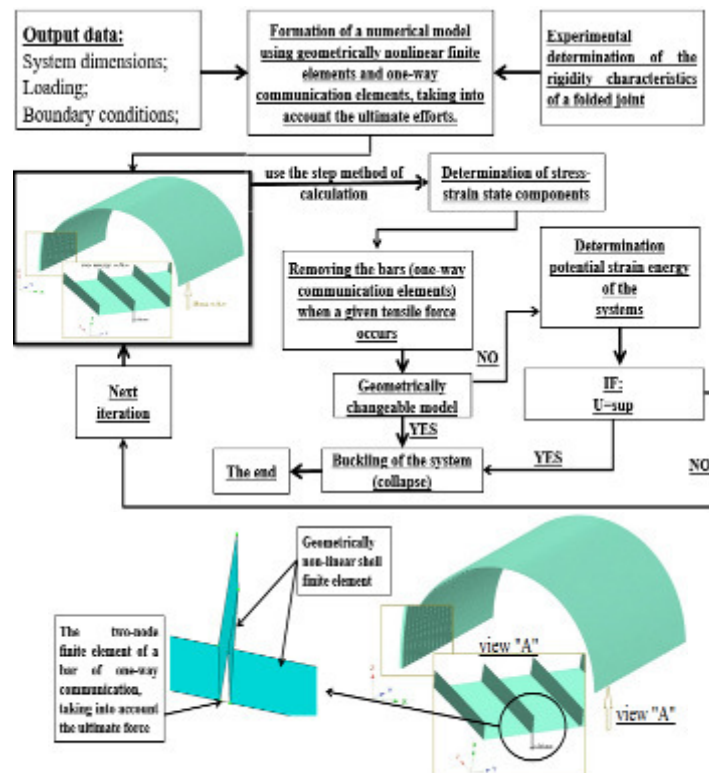 Output data:
System dimensions;
Loading;
Boundary conditions;
Formation of a numerical model
using geometrically nonlinear finite
elements and one-way
communication elements, taking into
account the ultimate efforts.
Experimental
determination of the
rigidity characteristics
of a folded joint
use the step method of
calculation
Determination of stress-
strain state components
Removing the bars (one-way
communication elements)
when a given tensile force
occurs
Determination
potential strain energy
of the
systems
NO
Geometrically
changeable model
IF:
U=sup
Next
iteration
YES
The end
Buckling of the system
(collapse)
YES
NO
Geometrically
non-linear shell
finite element
The two-node
finite element of a
bar of one-way
communication,
taking into account
the ultimate force
view "A"
view "A"